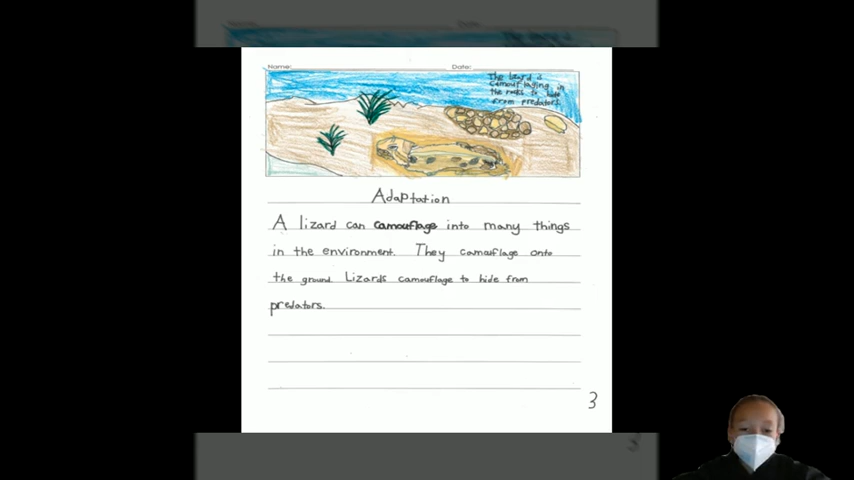 Name: Date:
The lizard is
camouflaging in
the rocks to hide
from predators.
Adaptation
A lizard can camouflage into many things
in the environment. They camouflage onto
the ground. Lizards camouflage to hide from
predators.
3